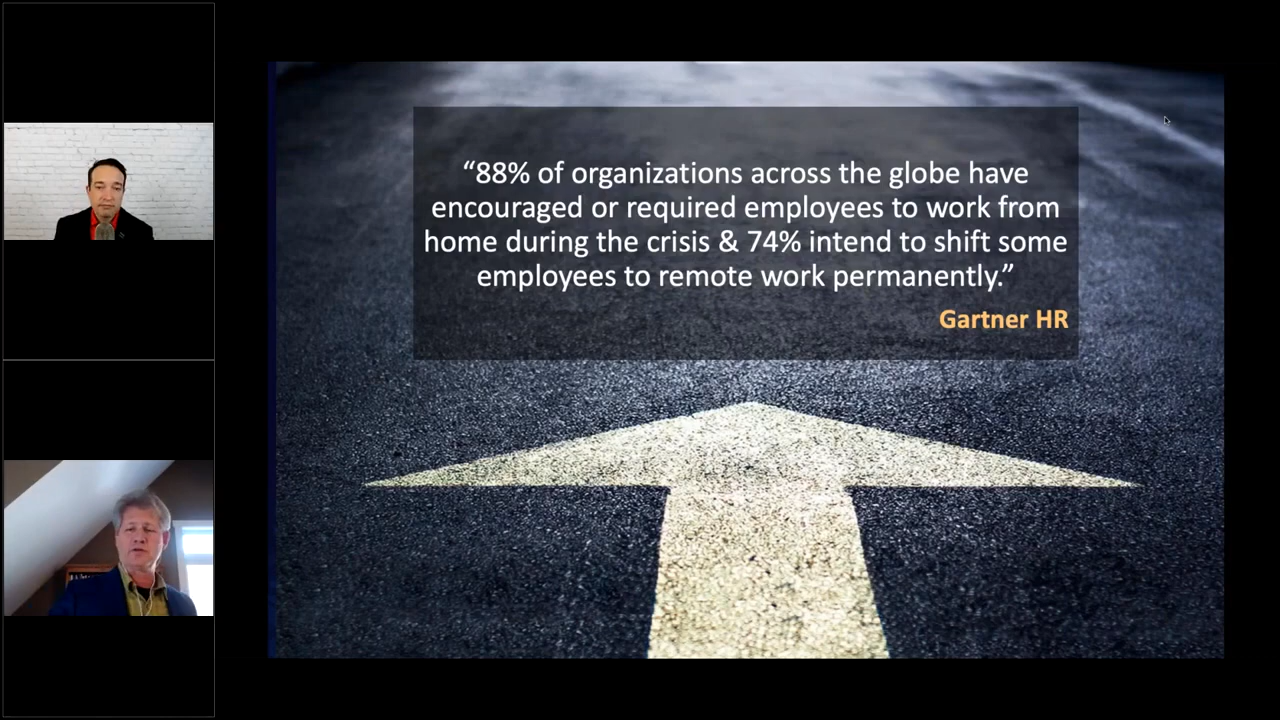 “88% of organizations across the globe have
encouraged or required employees to work from
home during the crisis & 74% intend to shift some
employees to remote work permanently.”
Gartner HR